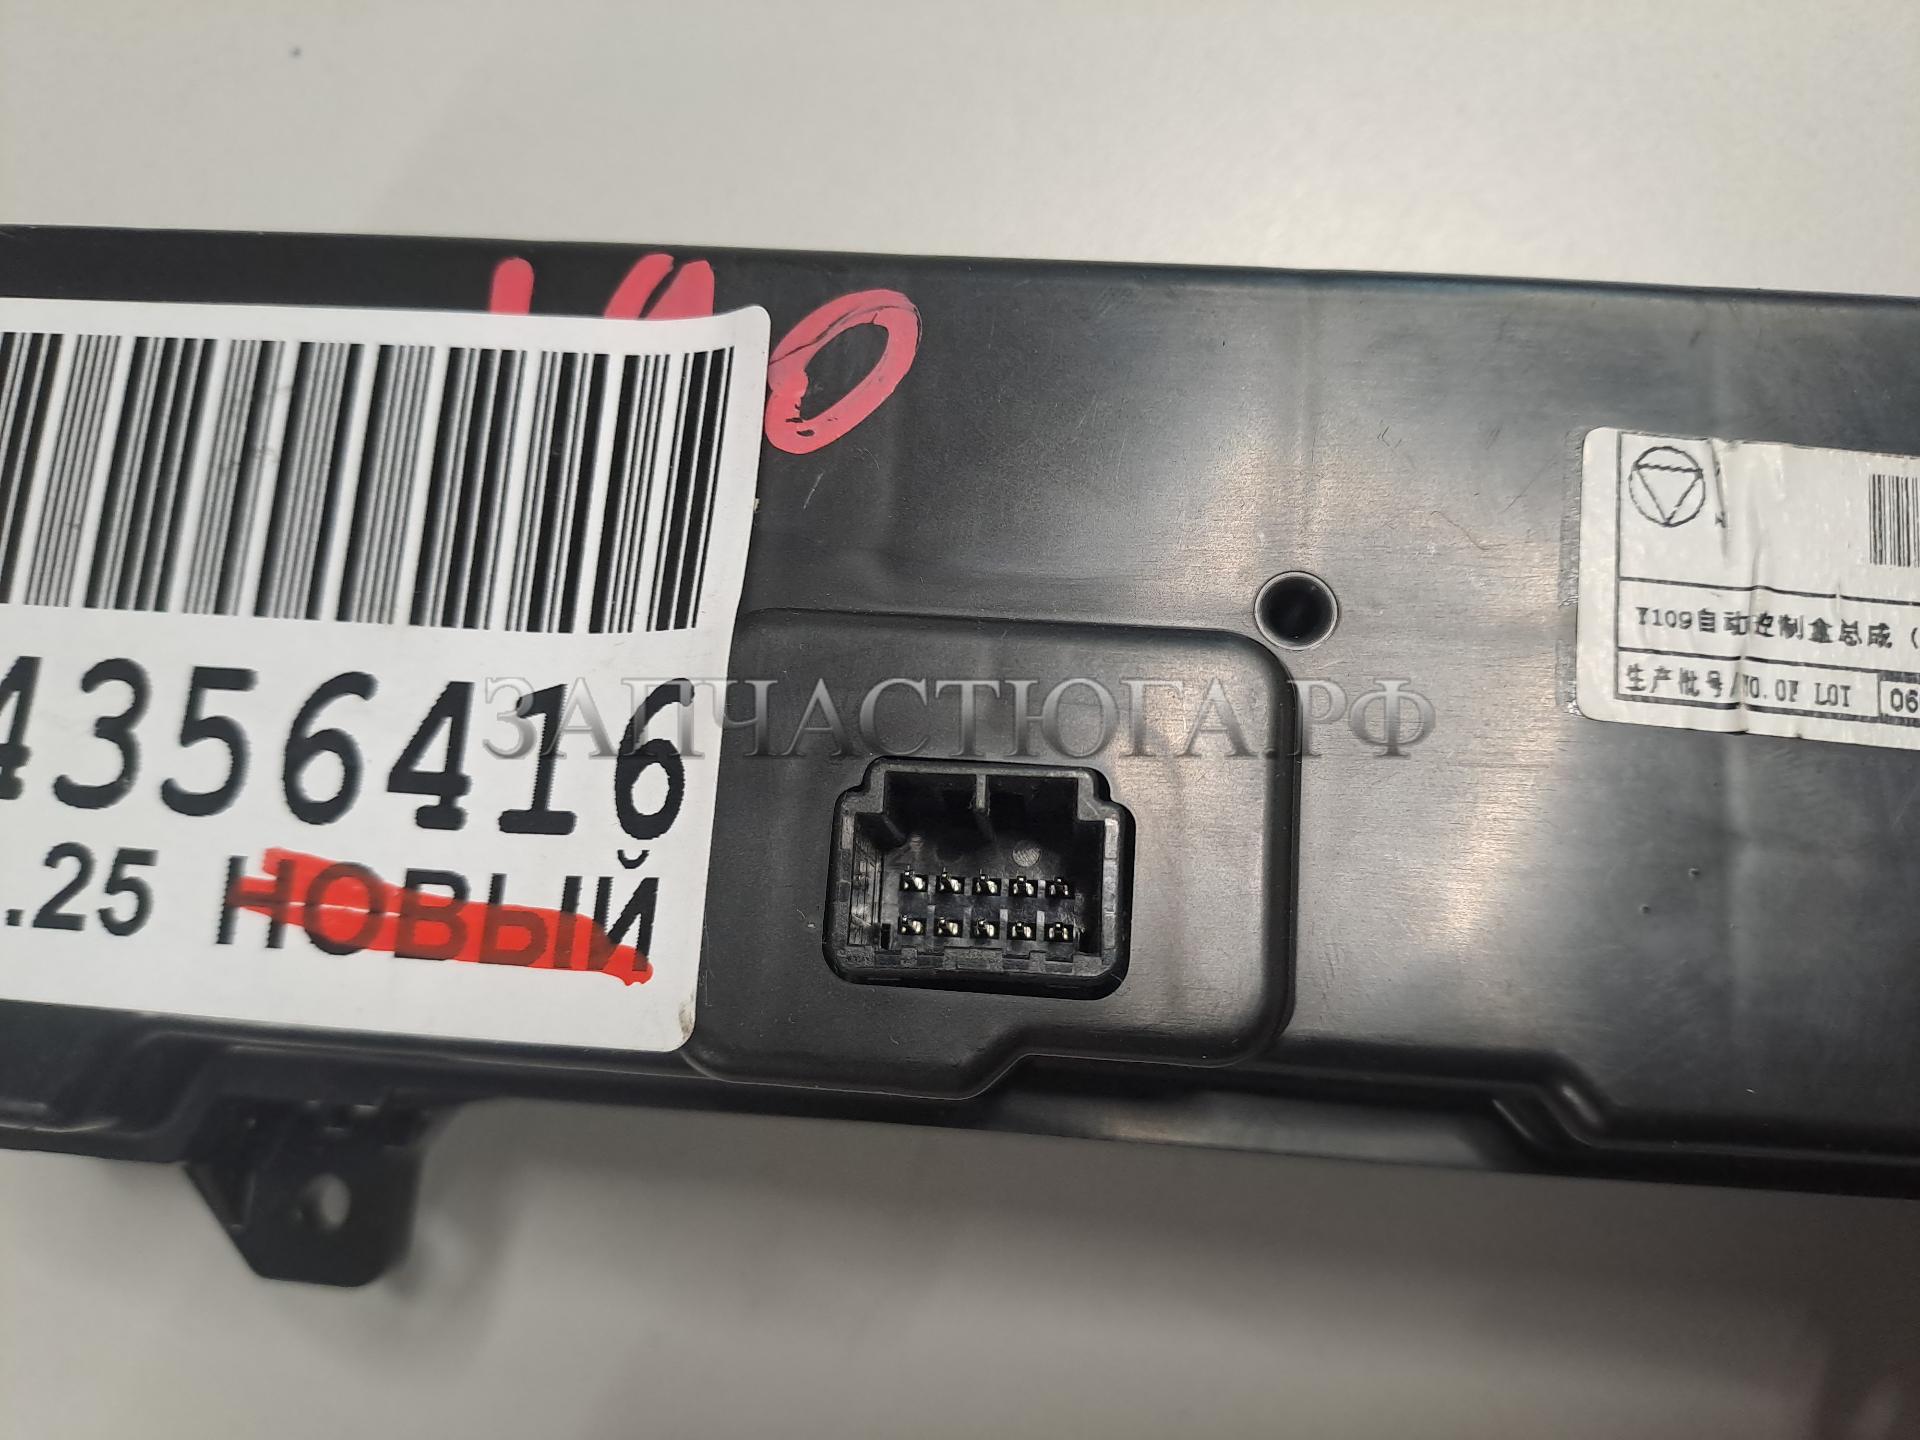 190
4356416
.25 НОВЫЙ
ЗАПЧАСТЮГА.РФ
Y109自动控制盒总成（
生产批号/NO.OF LOT 06